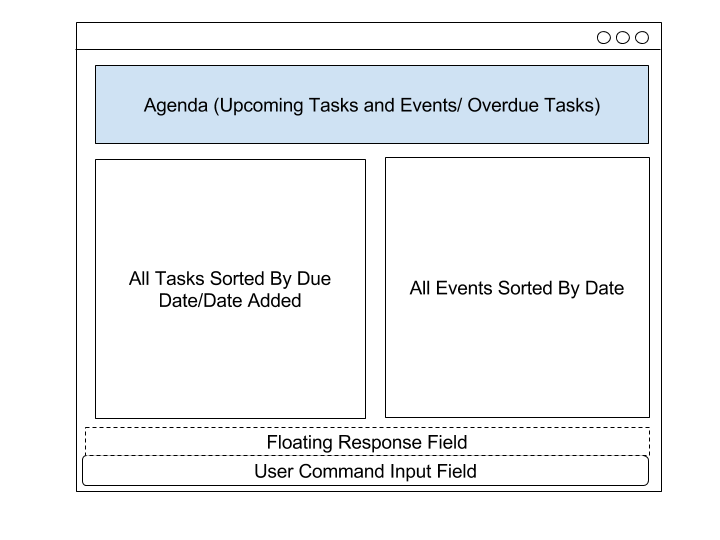 Agenda (Upcoming Tasks and Events/ Overdue Tasks)
All Tasks Sorted By Due
Date/Date Added
All Events Sorted By Date
Floating Response Field
User Command Input Field